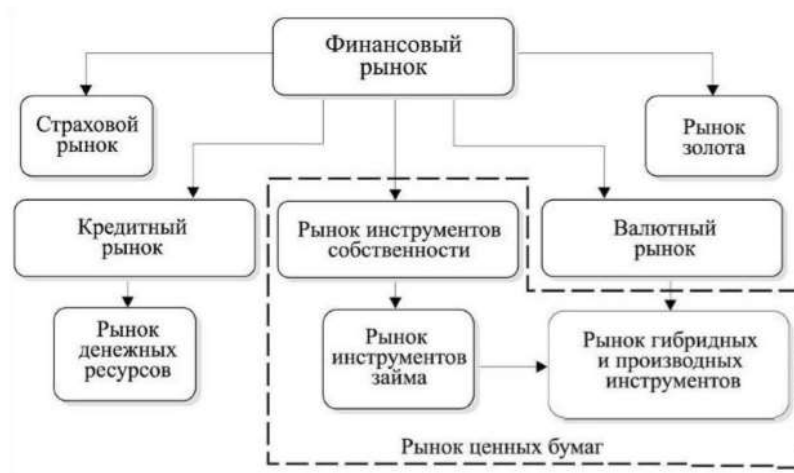 Финансовый
рынок
Страховой
рынок
Рынок
золота
Кредитный
рынок
Рынок инструментов
собственности
Валютный
рынок
Рынок
денежных
ресурсов
Рынок
инструментов
займа
Рынок гибридных
и производных
инструментов
Рынок ценных бумаг